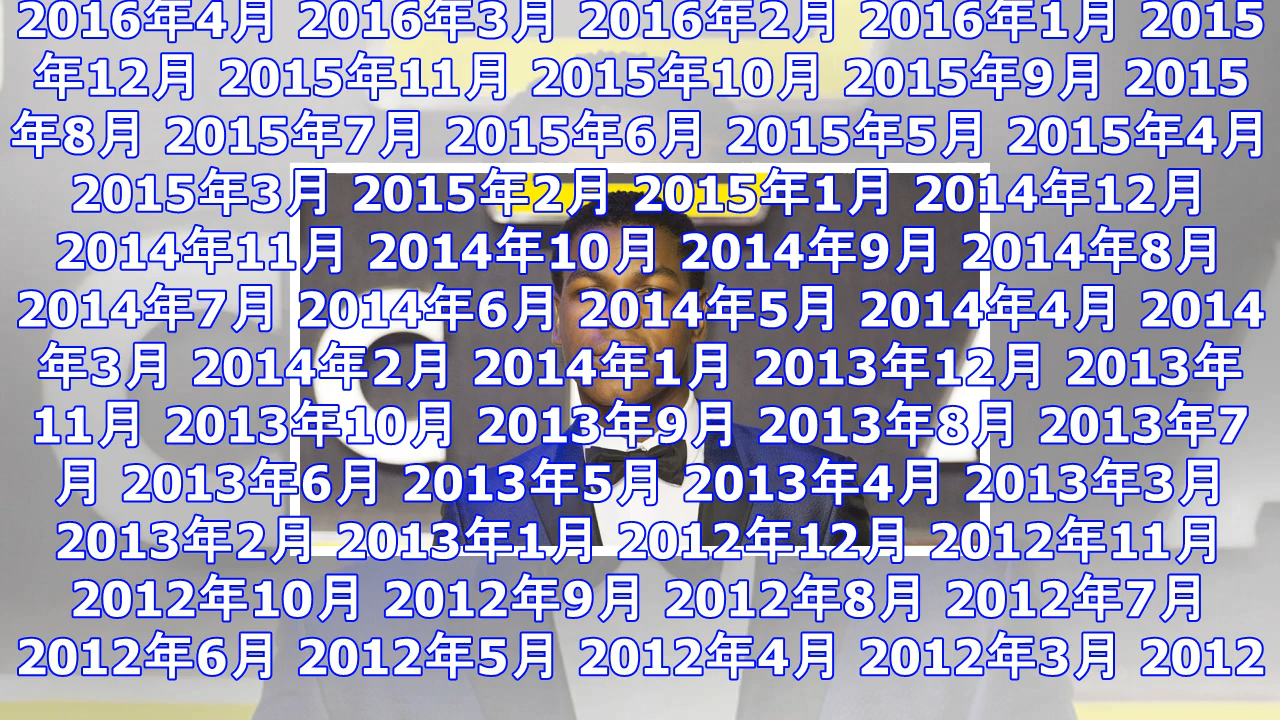 2016年4月 2016年3月 2016年2月 2016年1月 2015
年12月 2015年11月 2015年10月 2015年9月 2015
年8月 2015年7月 2015年6月 2015年5月 2015年4月
2015年3月 2015年2月 2015年1月 2014年12月
2014年11月 2014年10月 2014年9月 2014年8月
2014年7月 2014年6月 2014年5月 2014年4月 2014
年3月 2014年2月 2014年1月 2013年12月 2013年
11月 2013年10月 2013年9月 2013年8月 2013年7
月 2013年6月 2013年5月 2013年4月 2013年3月
2013年2月 2013年1月 2012年12月 2012年11月
2012年10月 2012年9月 2012年8月 2012年7月
2012年6月 2012年5月 2012年4月 2012年3月 2012